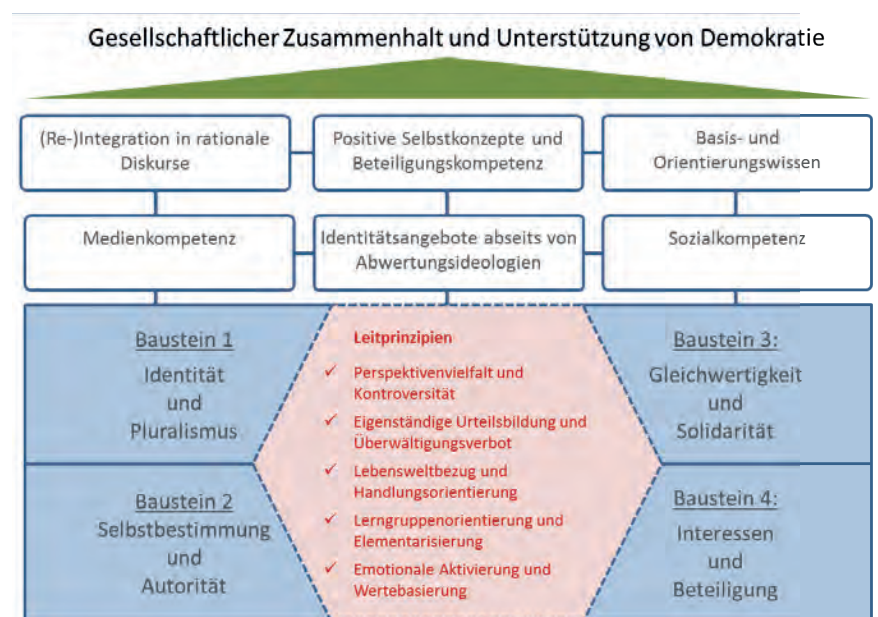 Gesellschaftlicher Zusammenhalt und Unterstützung von Demokratie
(Re-)Integration in rationale
Diskurse
Positive Selbstkonzepte und
Beteiligungskompetenz
Basis- und
Orientierungswissen
Medienkompetenz
Identitätsangebote abseits von
Abwertungsideologien
Sozialkompetenz
Baustein 1
Identität
und
Pluralismus
Baustein 2
Selbstbestimmung
und
Autorität
Leitprinzipien
✓ Perspektivenvielfalt und
Kontroversität
✓ Eigenständige Urteilsbildung und
Überwältigungsverbot
✓ Lebensweltbezug und
Handlungsorientierung
✓ Lerngruppenorientierung und
Elementarisierung
✓ Emotionale Aktivierung und
Wertebasierung
Baustein 3:
Gleichwertigkeit
und
Solidarität
Baustein 4:
Interessen
und
Beteiligung